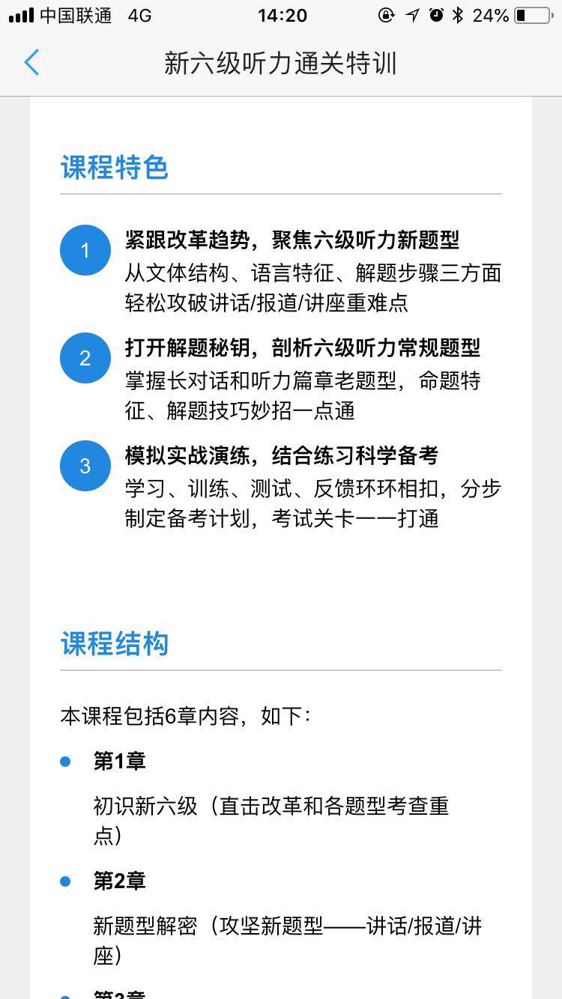 中国联通 4G 14:20 24%
新六级听力通关特训
课程特色
1 紧跟改革趋势，聚焦六级听力新题型
从文体结构、语言特征、解题步骤三方面
轻松攻破讲话/报道/讲座重难点
2 打开解题秘钥，剖析六级听力常规题型
掌握长对话和听力篇章老题型，命题特
征、解题技巧妙招一点通
3 模拟实战演练，结合练习科学备考
学习、训练、测试、反馈环环相扣，分步
制定备考计划，考试关卡一一打通
课程结构
本课程包括6章内容，如下：
第1章
初识新六级（直击改革和各题型考查重
点）
第2章
新题型解密（攻坚新题型——讲话/报道/讲
座）
第3章